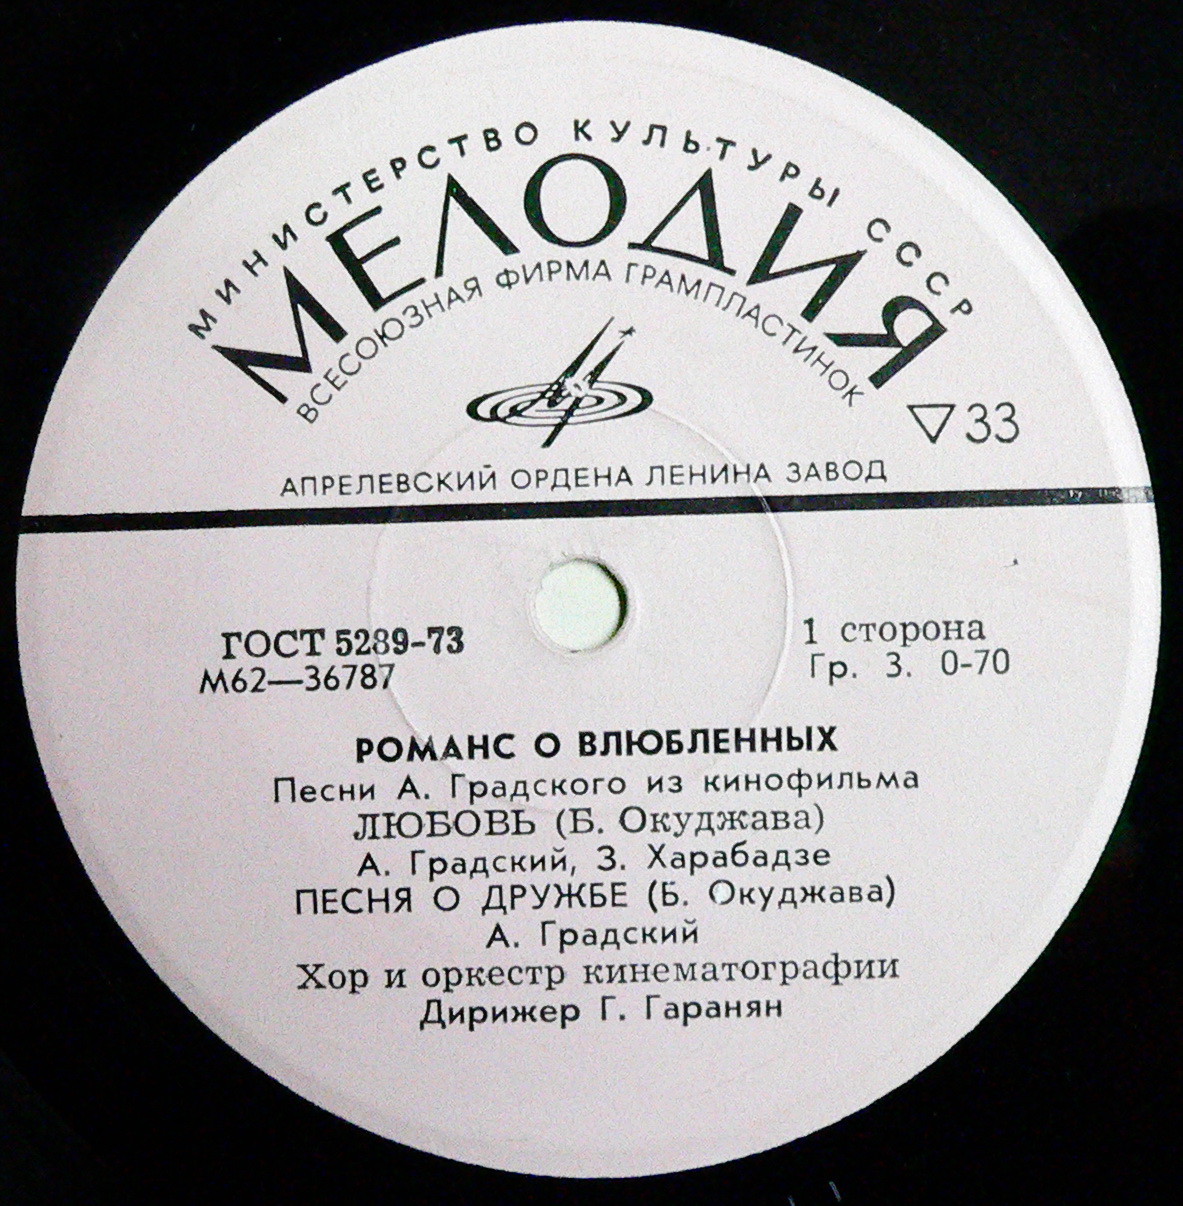 МИНИСТЕРСТВО КУЛЬТУРЫ СССР
МЕЛОДИЯ
ВСЕСОЮЗНАЯ ФИРМА ГРАМПЛАСТИНОК
▽33
АПРЕЛЕВСКИЙ ОРДЕНА ЛЕНИНА ЗАВОД
ГОСТ 5289-73
М62—36787
1 сторона
Гр. 3. 0-70
РОМАНС О ВЛЮБЛЕННЫХ
Песни А. Градского из кинофильма
ЛЮБОВЬ (Б. Окуджава)
А. Градский, З. Харабадзе
ПЕСНЯ О ДРУЖБЕ (Б. Окуджава)
А. Градский
Хор и оркестр кинематографии
Дирижер Г. Гаранян